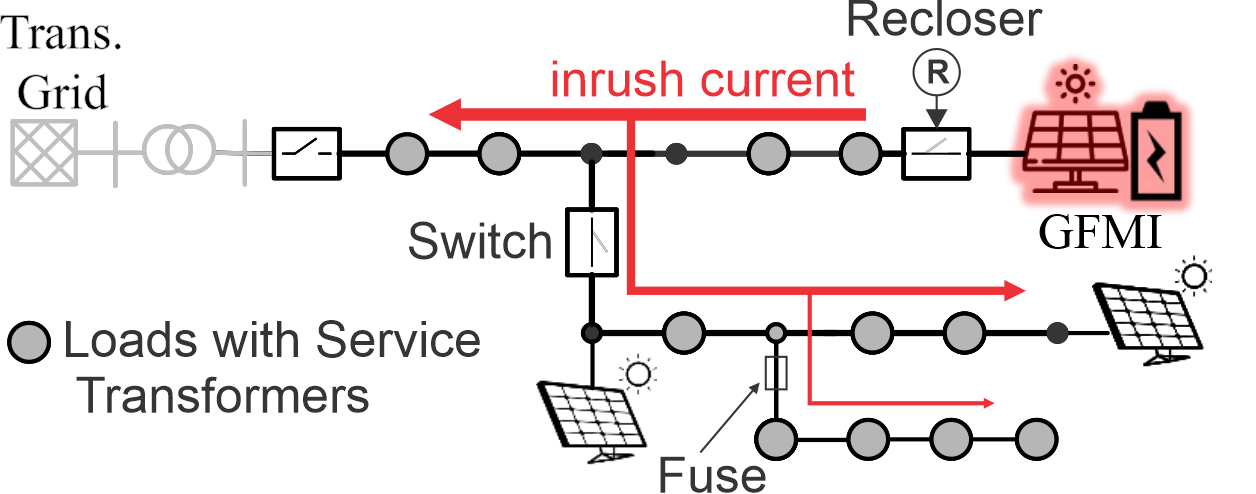 Trans.
Grid
inrush current
Recloser
R
GFMI
Switch
Loads with Service
Transformers
Fuse